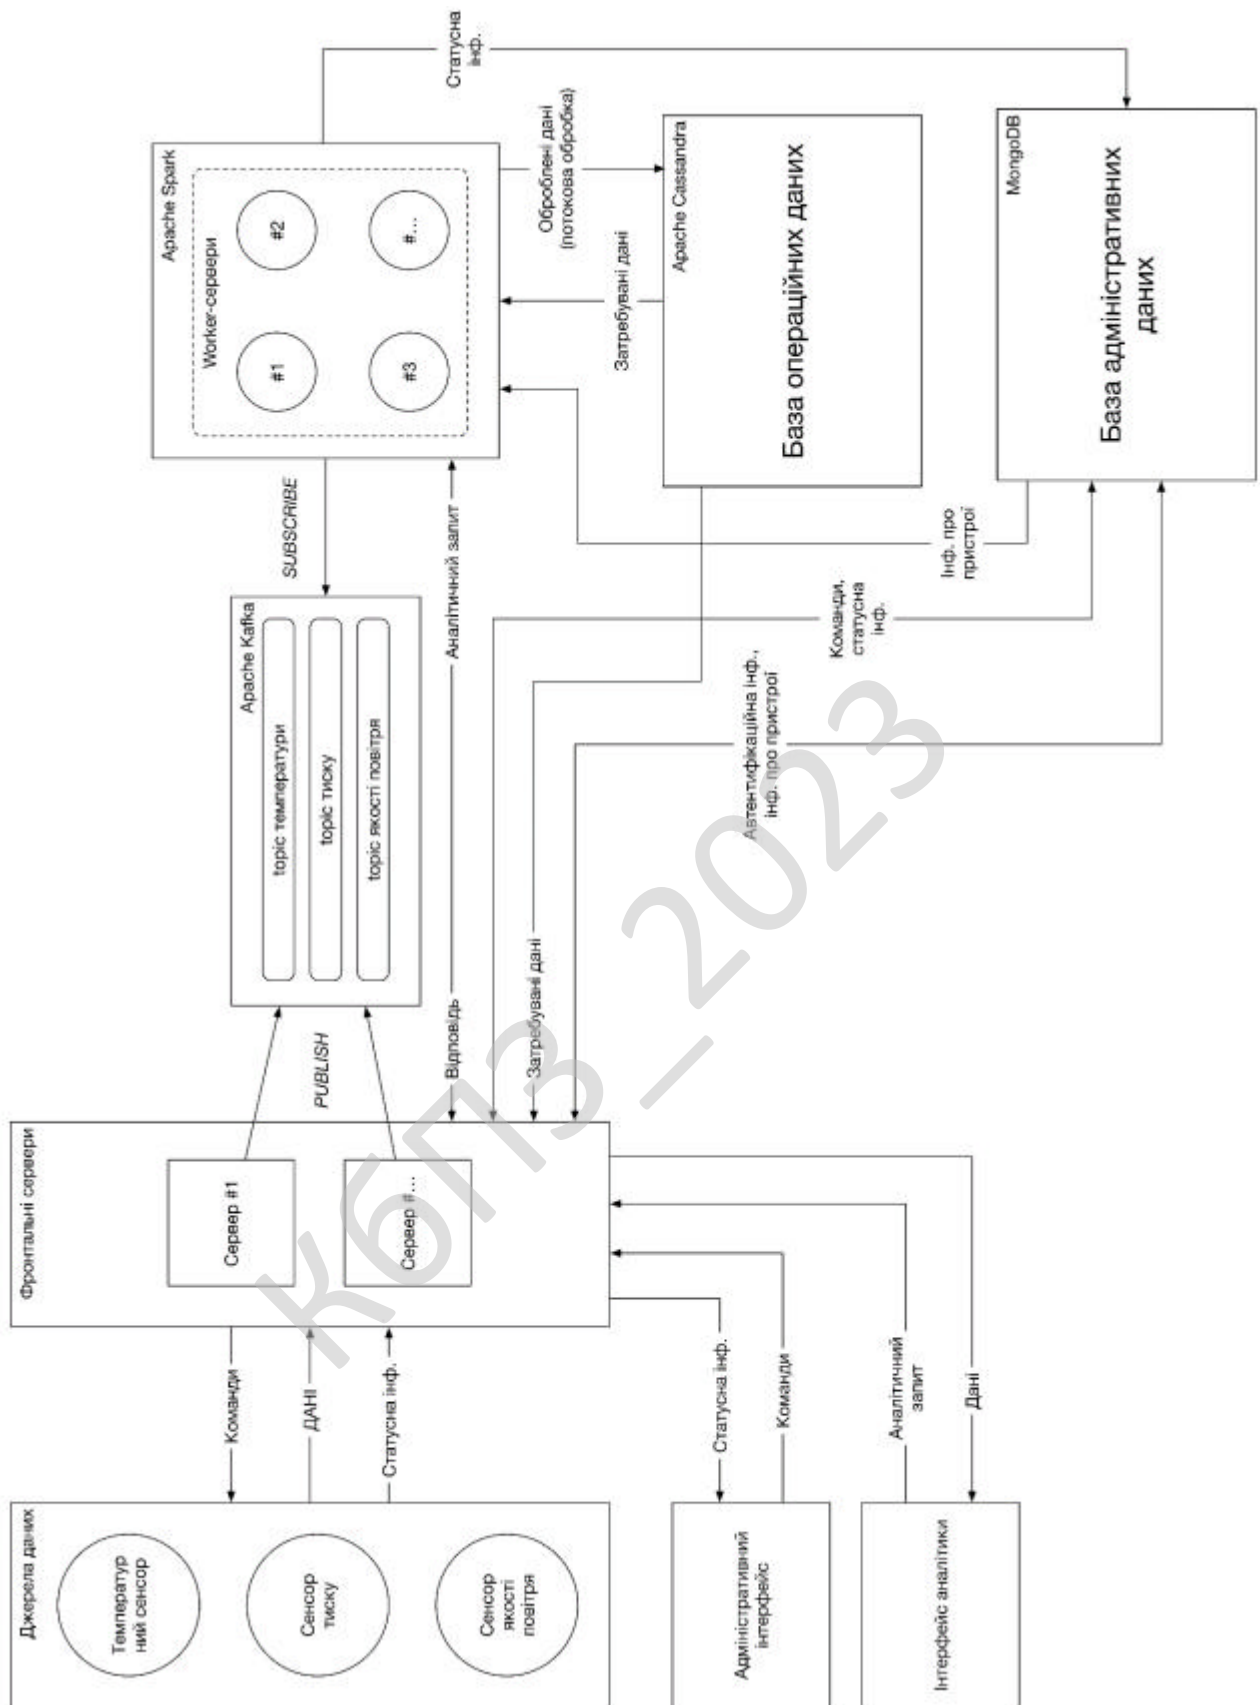 Джерела даних
Температур
ний сенсор
Сенсор
тиску
Сенсор
якості
повітря
Команди
ДАНІ
Статусна інф.
Фронтальні сервери
Сервер #1
Сервер #...
PUBLISH
Apache Kafka
topic температури
topic тиску
topic якості повітря
SUBSCRIBE
Apache Spark
Worker-сервери
#1
#2
#3
#...
Статусна
інф.
Відповідь
Аналітичний запит
Оброблені дані
(потокова обробка)
Затребувані дані
Apache Cassandra
База операційних даних
Затребувані дані
Інф. про
пристрої
Команди,
статусна
інф.
Автентифікаційна інф.,
інф. про пристрої
MongoDB
База адміністративних
даних
Адміністративний
інтерфейс
Статусна інф.
Команди
Інтерфейс аналітики
Аналітичний
запит
Дані
КбПЗ_2023